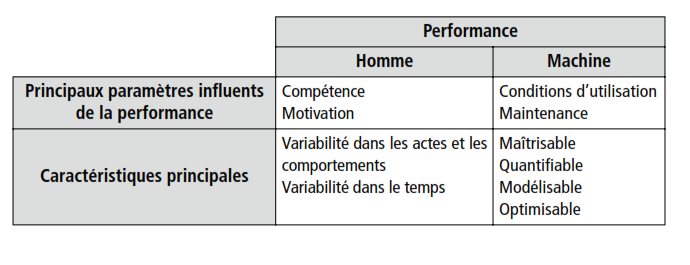 Performance
Homme
Machine
Principaux paramètres influents
de la performance
Compétence
Motivation
Conditions d'utilisation
Maintenance
Caractéristiques principales
Variabilité dans les actes et les
comportements
Variabilité dans le temps
Maîtrisable
Quantifiable
Modélisable
Optimisable